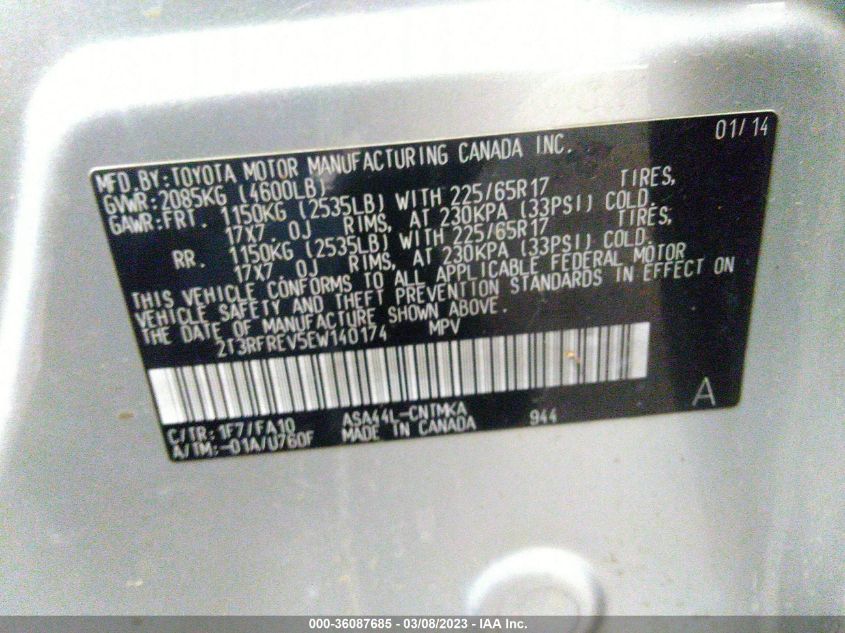 01/14
MFD.BY:TOYOTA MOTOR MANUFACTURING CANADA INC.
GVWR:2085KG (4600LB)
GAWR:FRT. 1150KG (2535LB) WITH 225/65R17 TIRES,
17X7.0J RIMS, AT 230KPA (33PSI) COLD.
RR. 1150KG (2535LB) WITH 225/65R17 TIRES,
17X7.0J RIMS, AT 230KPA (33PSI) COLD.
THIS VEHICLE CONFORMS TO ALL APPLICABLE FEDERAL MOTOR
VEHICLE SAFETY AND THEFT PREVENTION STANDARDS IN EFFECT ON
THE DATE OF MANUFACTURE SHOWN ABOVE.
2T3RFREV5EW140174 MPV
C/TR:1F7/FA10 ASA44L-CNTMKA 944
A/TM:-01A/U760F MADE IN CANADA
A
000-36087685 - 03/08/2023 - IAA Inc.